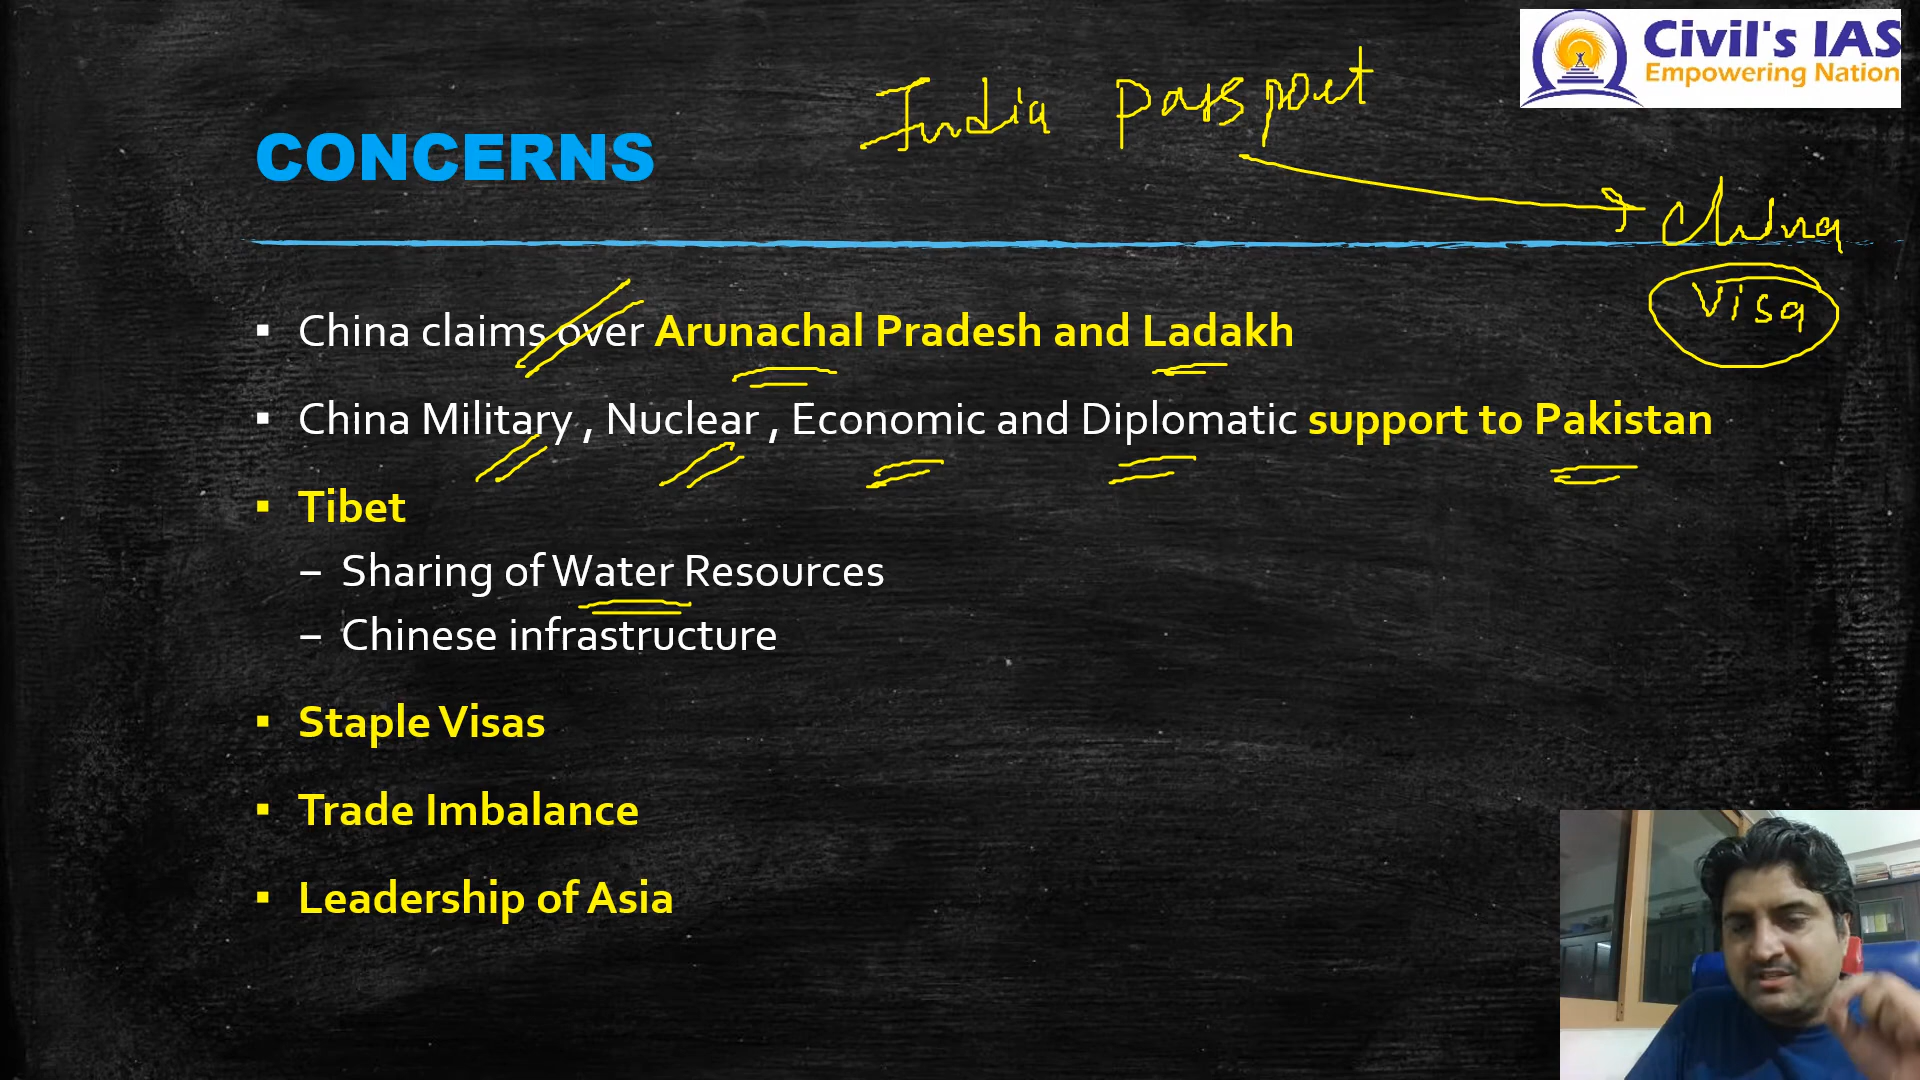 Civil's IAS
Empowering Nation
India Passport
CONCERNS
China
Visa
▪ China claims over Arunachal Pradesh and Ladakh
▪ China Military , Nuclear , Economic and Diplomatic support to Pakistan
▪ Tibet
– Sharing of Water Resources
– Chinese infrastructure
▪ Staple Visas
▪ Trade Imbalance
▪ Leadership of Asia